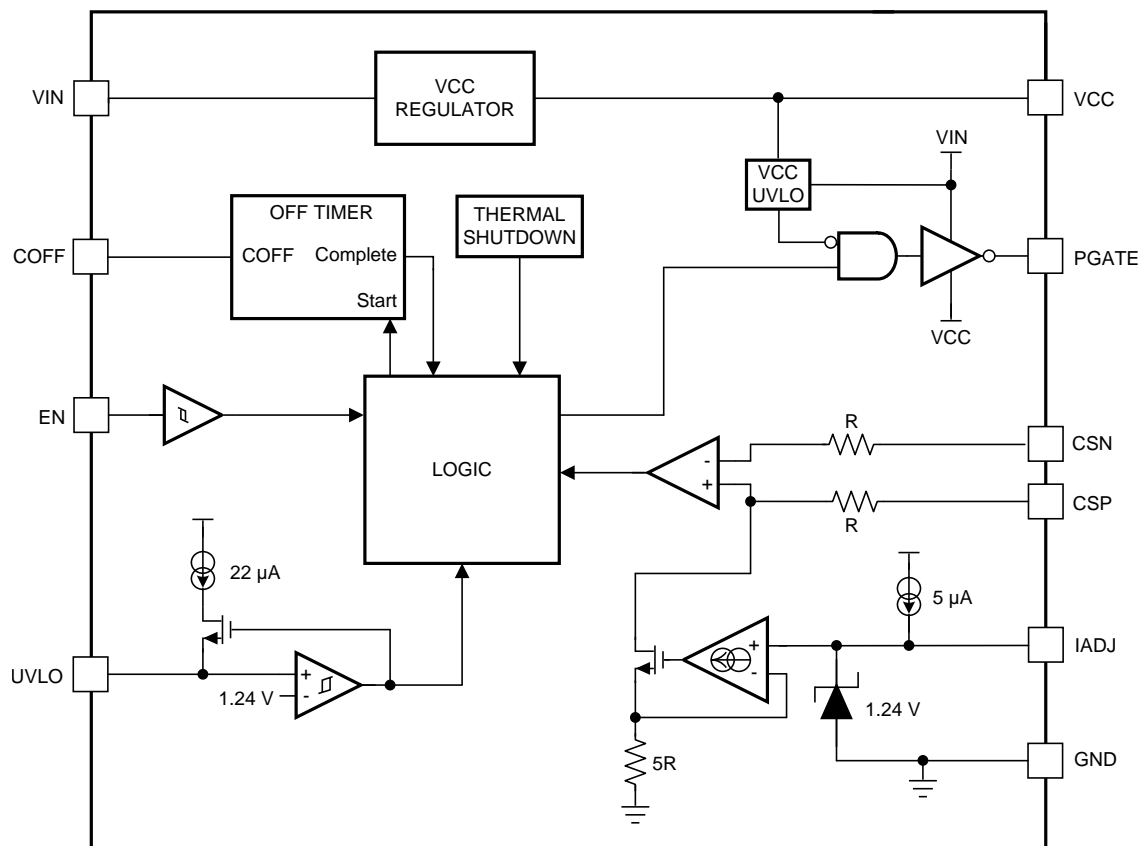 VIN
VCC
REGULATOR
VCC
VIN
VCC
UVLO
OFF TIMER
THERMAL
SHUTDOWN
COFF
COFF
Complete
Start
PGATE
VCC
EN
LOGIC
-
+
R
CSN
R
CSP
22 µA
5 µA
UVLO
+
-
1.24 V
+
-
IADJ
1.24 V
5R
GND